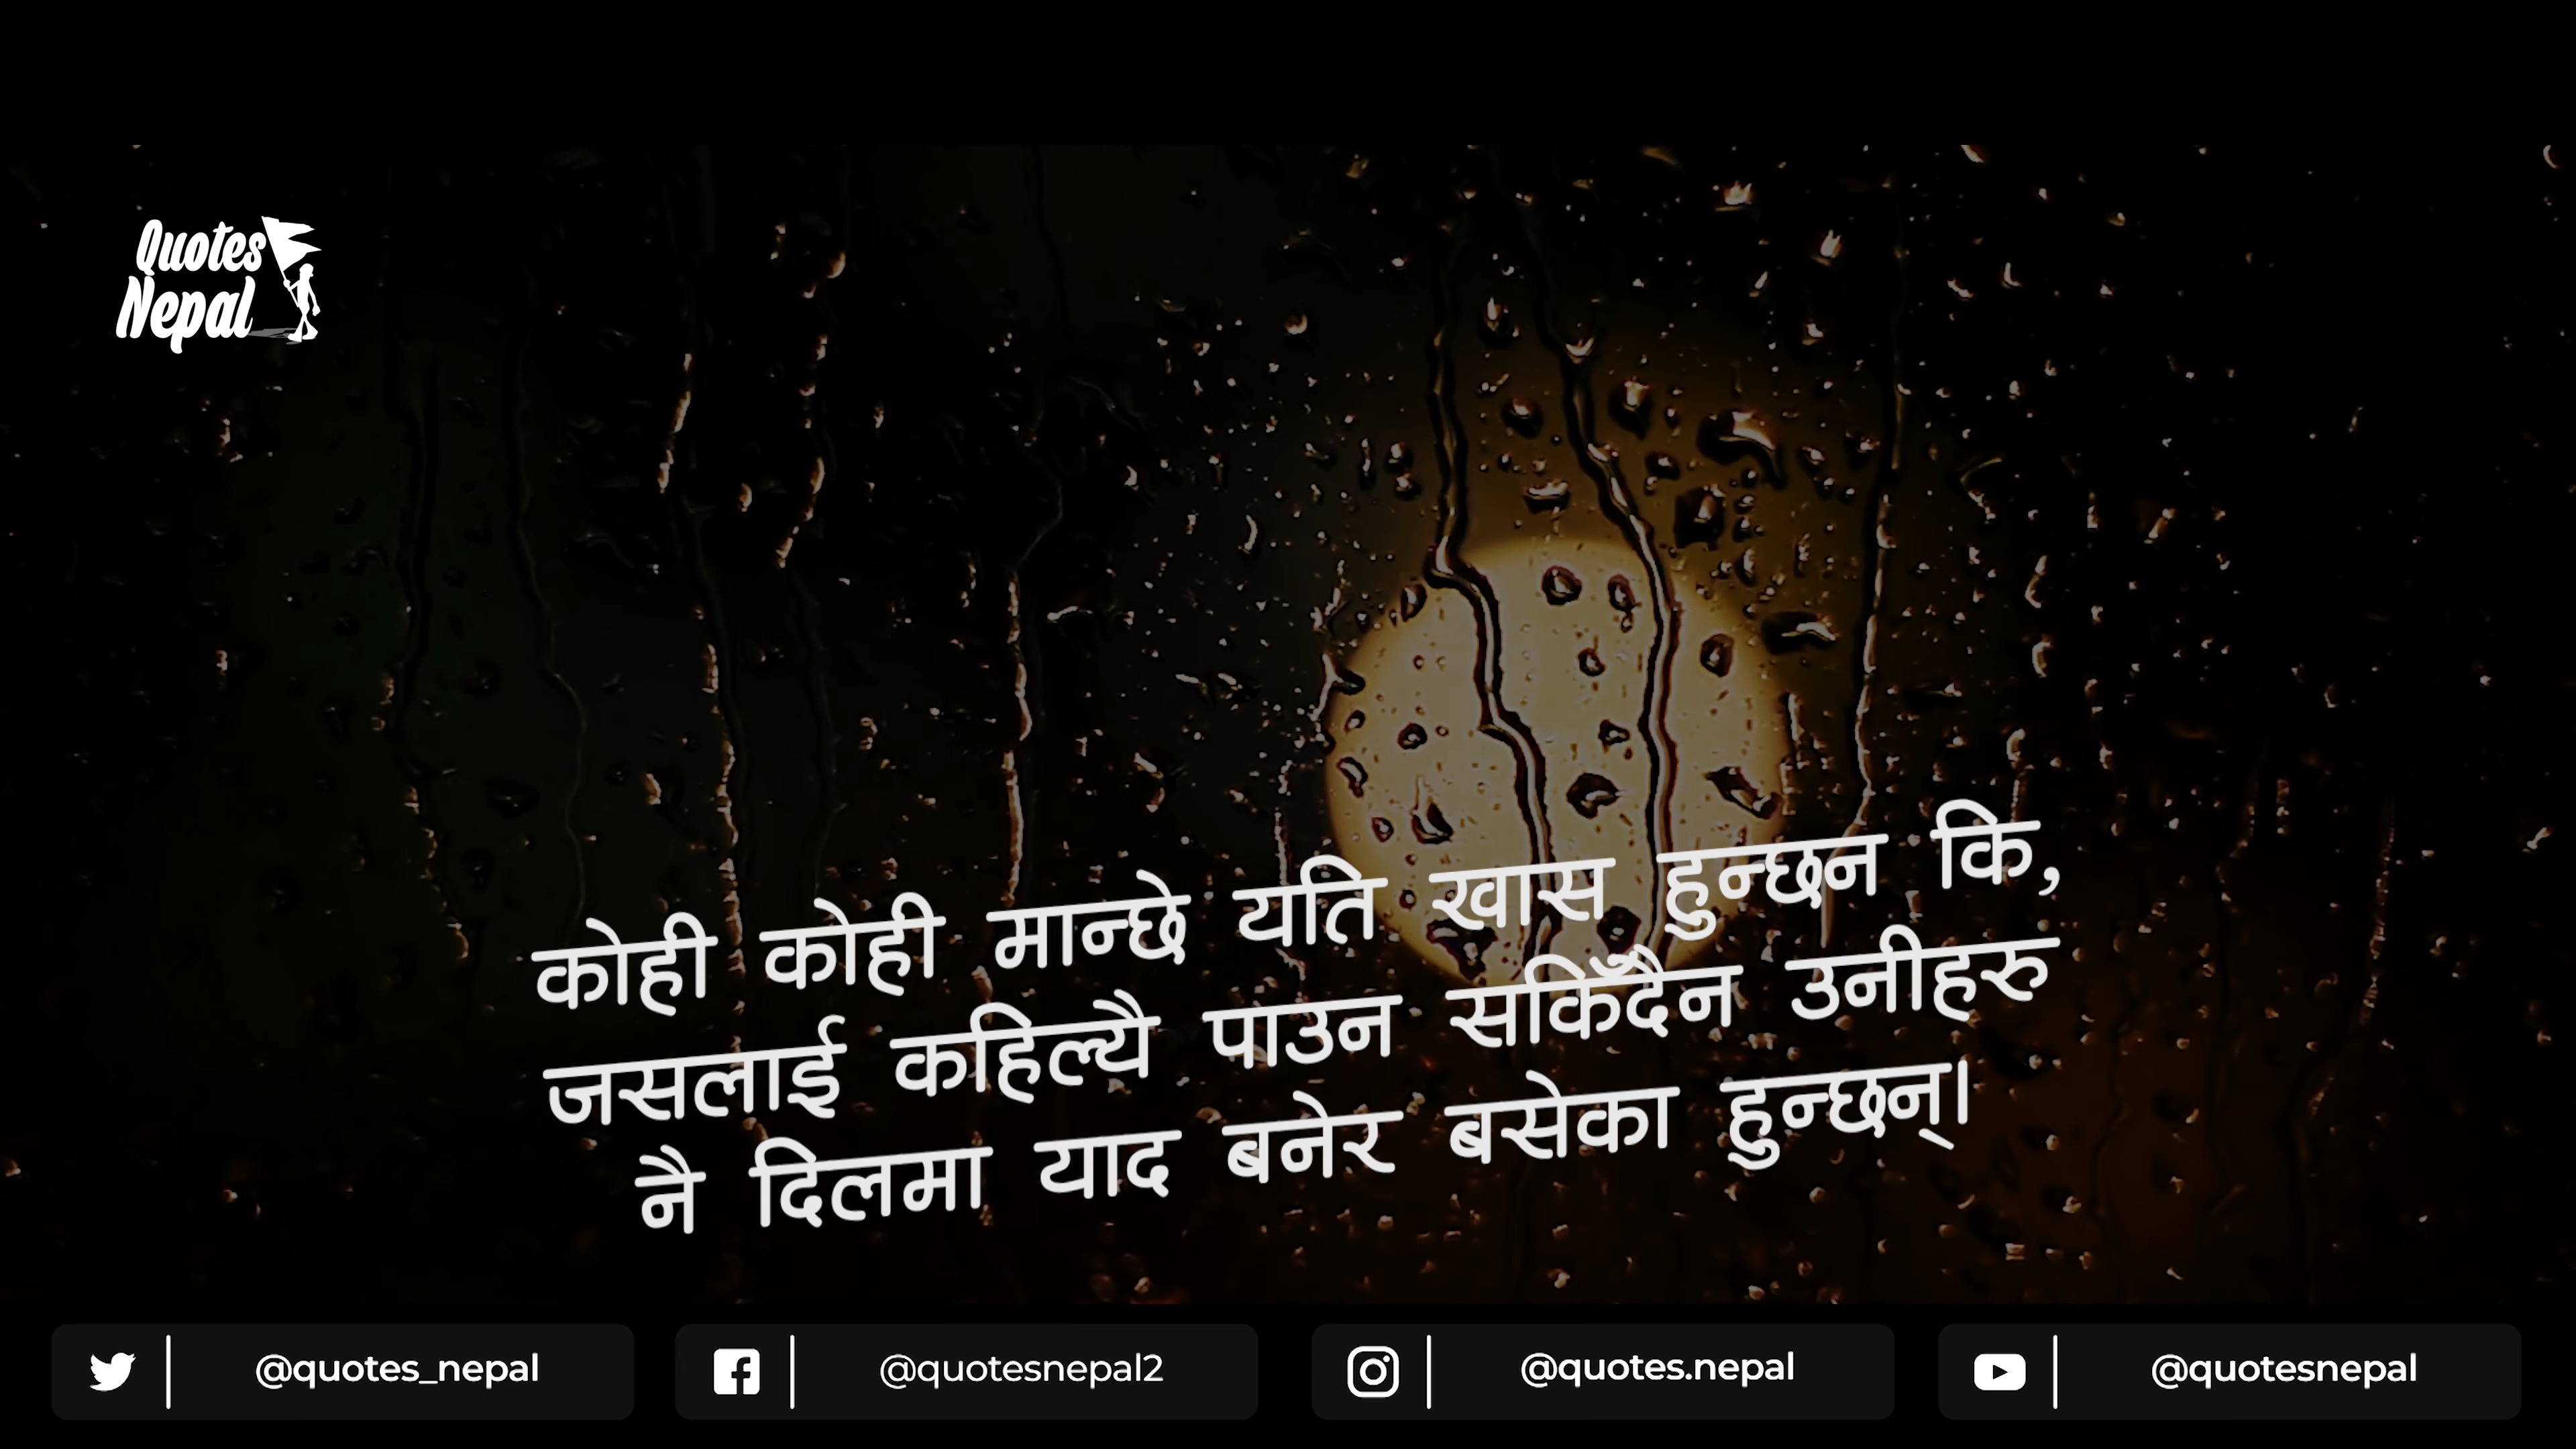 Quotes
Nepal
कोही कोही मान्छे यति खास हुन्छन कि,
जसलाई कहिल्यै पाउन सकिँदैन उनीहरु
नै दिलमा याद बनेर बसेका हुन्छन्।
@quotes_nepal
@quotesnepal2
@quotes.nepal
@quotesnepal